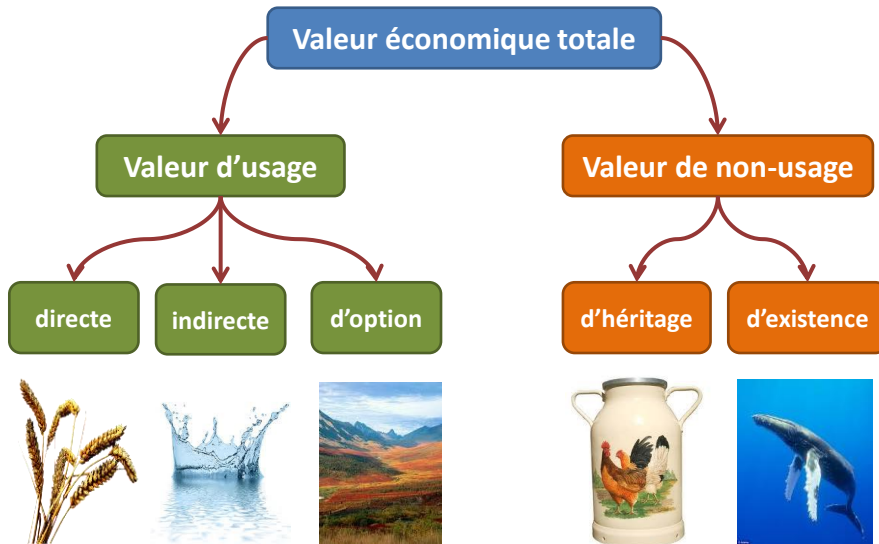 Valeur économique totale
Valeur d'usage
Valeur de non-usage
directe
indirecte
d'option
d'héritage
d'existence